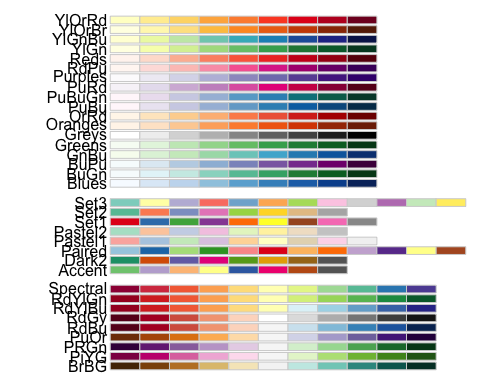 YlOrRd
YlOrBr
YlGnBu
YlGn
Reds
RdPu
Purples
PuRd
PuBuGn
PuBu
OrRd
Oranges
Greys
Greens
GnBu
BuPu
BuGn
Blues
Set3
Set2
Set1
Pastel2
Pastel1
Paired
Dark2
Accent
Spectral
RdYlGn
RdYlBu
RdGy
RdBu
PuOr
PRGn
PiYG
BrBG